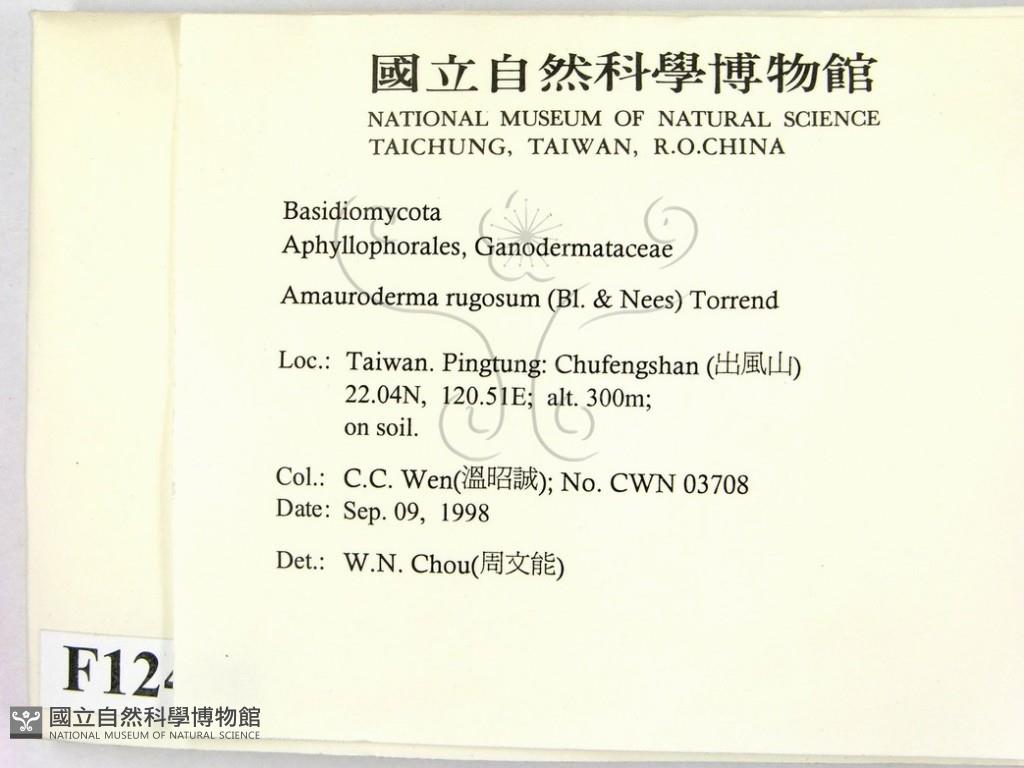 國立自然科學博物館
NATIONAL MUSEUM OF NATURAL SCIENCE
TAICHUNG, TAIWAN, R.O.CHINA
Basidiomycota
Aphyllophorales, Ganodermataceae
Amauroderma rugosum (Bl. & Nees) Torrend
Loc.: Taiwan. Pingtung: Chufengshan (出風山)
22.04N, 120.51E; alt. 300m;
on soil.
Col.: C.C. Wen(溫昭誠); No. CWN 03708
Date: Sep. 09, 1998
Det.: W.N. Chou(周文能)
F124
國立自然科學博物館
NATIONAL MUSEUM OF NATURAL SCIENCE